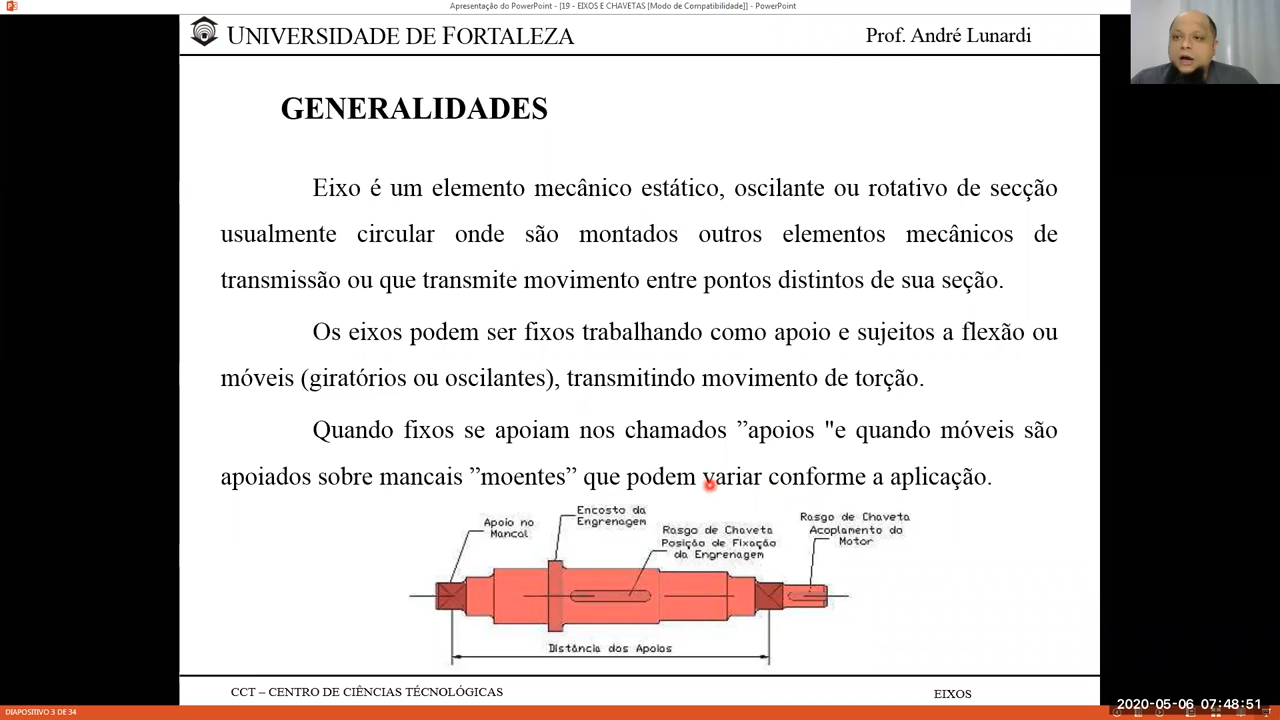 Apresentação do PowerPoint - [19 - EIXOS E CHAVETAS [Modo de Compatibilidade]] - PowerPoint
UNIVERSIDADE DE FORTALEZA
Prof. André Lunardi
GENERALIDADES
Eixo é um elemento mecânico estático, oscilante ou rotativo de secção
usualmente circular onde são montados outros elementos mecânicos de
transmissão ou que transmite movimento entre pontos distintos de sua seção.
Os eixos podem ser fixos trabalhando como apoio e sujeitos a flexão ou
móveis (giratórios ou oscilantes), transmitindo movimento de torção.
Quando fixos se apoiam nos chamados ”apoios "e quando móveis são
apoiados sobre mancais ”moentes” que podem variar conforme a aplicação.
Apoio no
Mancal
Encosto da
Engrenagem
Rasgo de Chaveta
Posição de Fixação
da Engrenagem
Rasgo de Chaveta
Acoplamento do
Motor
Distância dos Apoios
CCT – CENTRO DE CIÊNCIAS TÉCNOLÓGICAS
EIXOS
2020-05-06 07:48:51
DIAPOSITIVO 3 DE 34